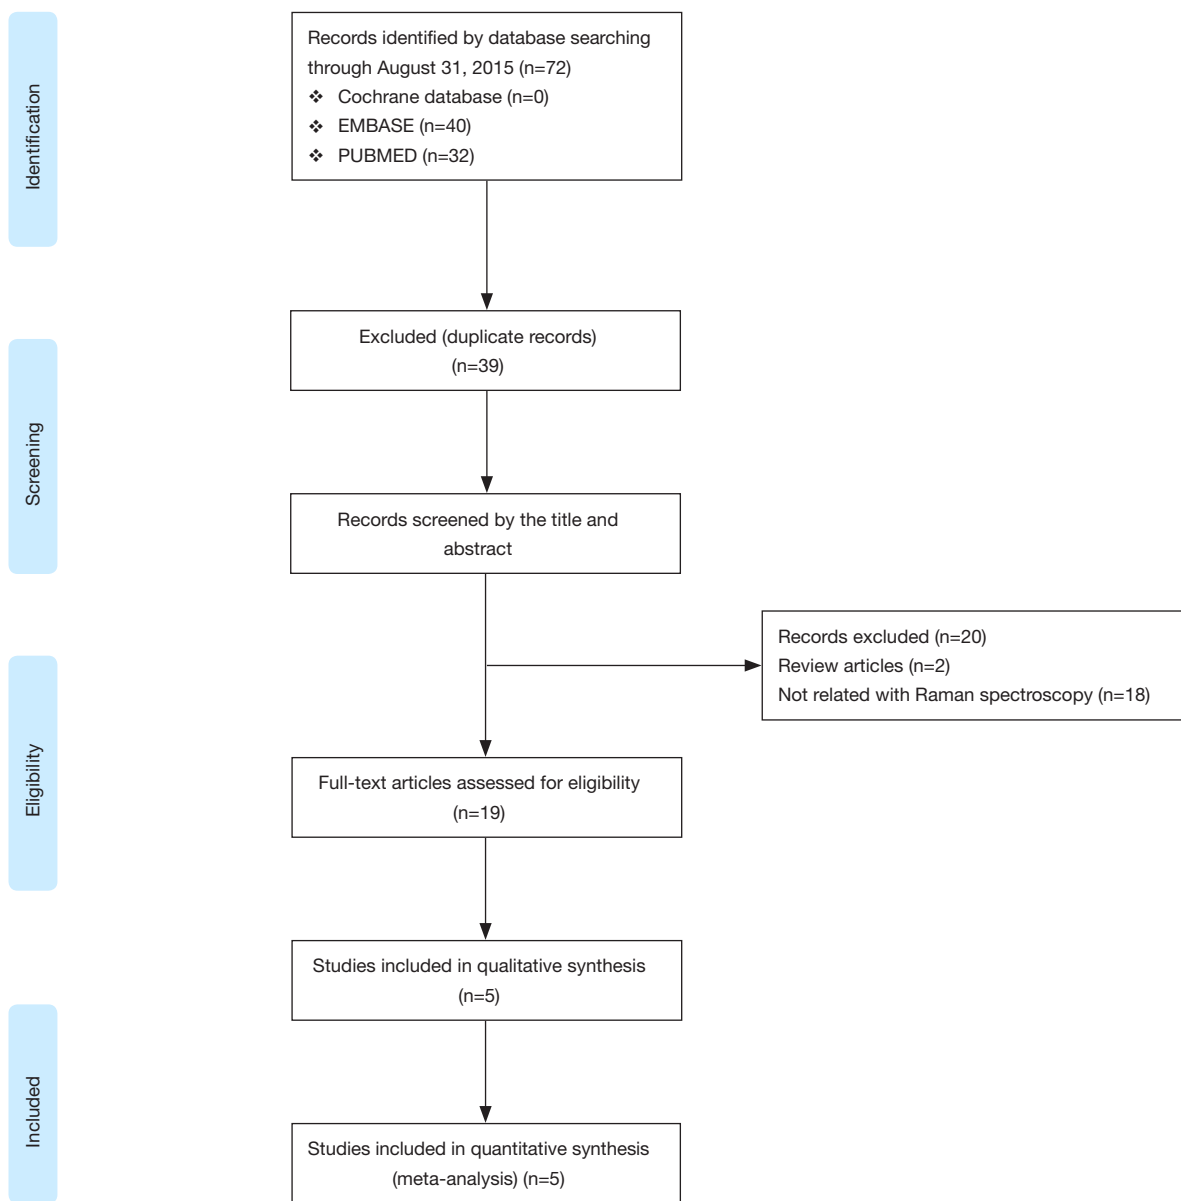 Identification
Records identified by database searching
through August 31, 2015 (n=72)
❖ Cochrane database (n=0)
❖ EMBASE (n=40)
❖ PUBMED (n=32)
Screening
Excluded (duplicate records)
(n=39)
Records screened by the title and
abstract
Records excluded (n=20)
Review articles (n=2)
Not related with Raman spectroscopy (n=18)
Eligibility
Full-text articles assessed for eligibility
(n=19)
Studies included in qualitative synthesis
(n=5)
Included
Studies included in quantitative synthesis
(meta-analysis) (n=5)